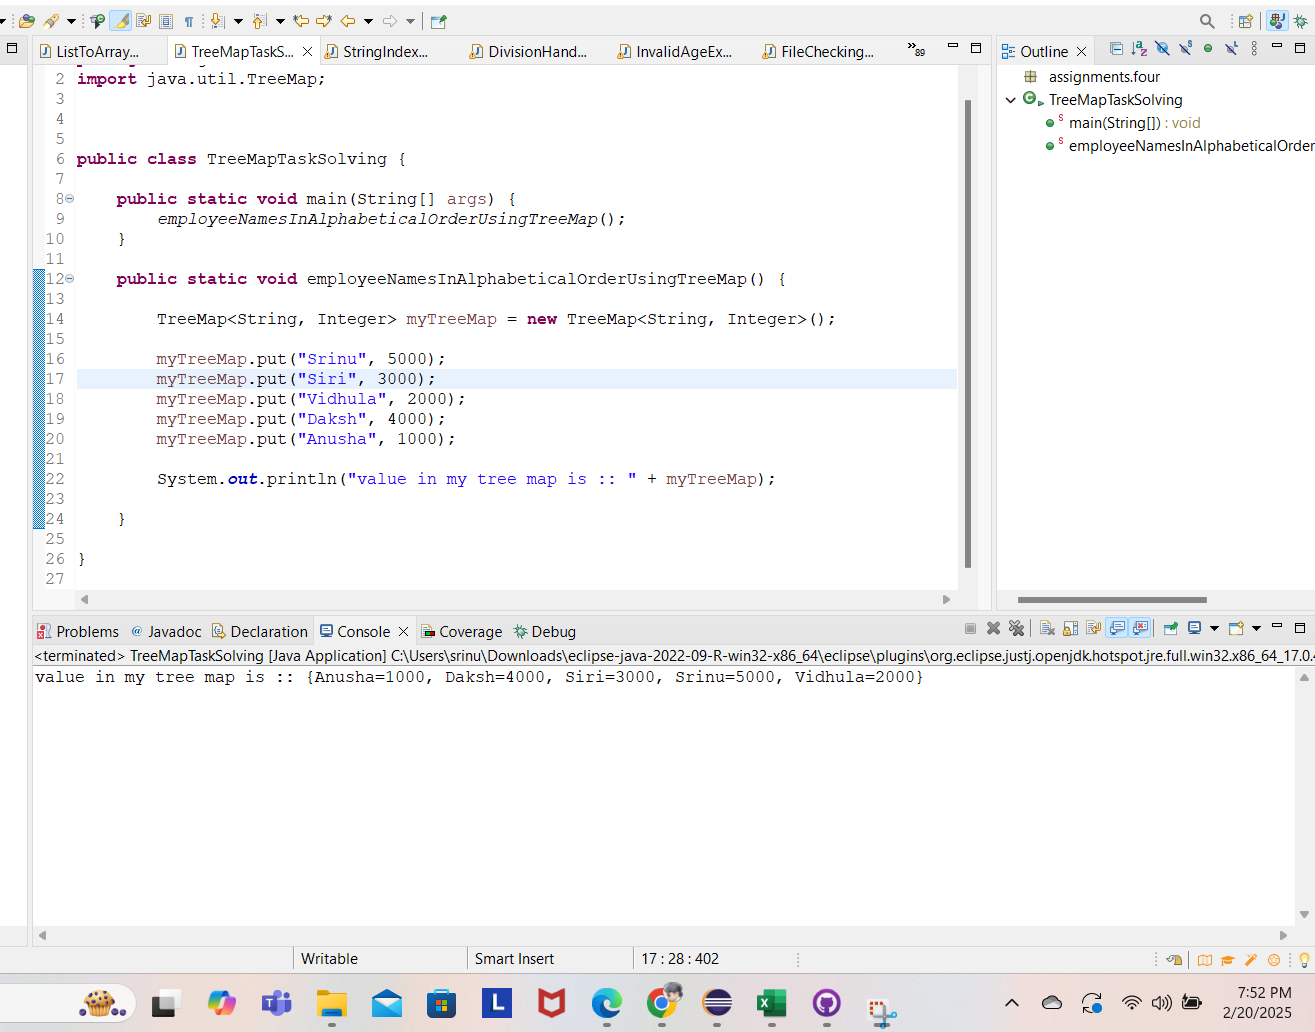 ListToArray...
TreeMapTaskS...
StringIndex...
DivisionHand...
InvalidAgeEx...
FileChecking...
»89
2 import java.util.TreeMap;
3
4
5
6 public class TreeMapTaskSolving {
7
8 public static void main(String[] args) {
9 employeeNamesInAlphabeticalOrderUsingTreeMap();
10 }
11
12 public static void employeeNamesInAlphabeticalOrderUsingTreeMap() {
13
14 TreeMap<String, Integer> myTreeMap = new TreeMap<String, Integer>();
15
16 myTreeMap.put("Srinu", 5000);
17 myTreeMap.put("Siri", 3000);
18 myTreeMap.put("Vidhula", 2000);
19 myTreeMap.put("Daksh", 4000);
20 myTreeMap.put("Anusha", 1000);
21
22 System.out.println("value in my tree map is :: " + myTreeMap);
23
24 }
25
26 }
27
Outline
assignments.four
TreeMapTaskSolving
main(String[]) : void
employeeNamesInAlphabeticalOrder
Problems @ Javadoc Declaration Console Coverage Debug
<terminated> TreeMapTaskSolving [Java Application] C:\Users\srinu\Downloads\eclipse-java-2022-09-R-win32-x86_64\eclipse\plugins\org.eclipse.justj.openjdk.hotspot.jre.full.win32.x86_64_17.0.4
value in my tree map is :: {Anusha=1000, Daksh=4000, Siri=3000, Srinu=5000, Vidhula=2000}
Writable Smart Insert 17 : 28 : 402
7:52 PM
2/20/2025